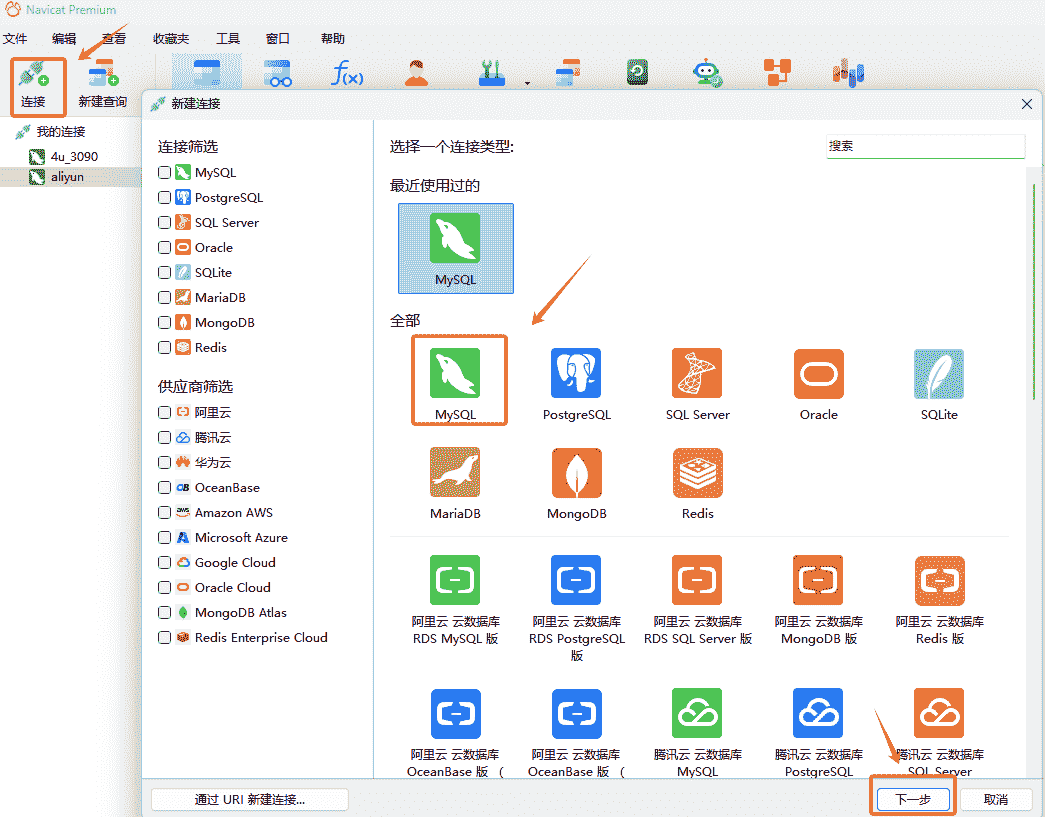 Navicat Premium
文件 编辑 查看 收藏夹 工具 窗口 帮助
f(x)
连接 新建查询
我的连接
4u_3090
aliyun
新建连接
连接筛选
MySQL
PostgreSQL
SQL Server
Oracle
SQLite
MariaDB
MongoDB
Redis
供应商筛选
阿里云
腾讯云
华为云
OceanBase
Amazon AWS
Microsoft Azure
Google Cloud
Oracle Cloud
MongoDB Atlas
Redis Enterprise Cloud
选择一个连接类型:
搜索
最近使用过的
MySQL
全部
MySQL PostgreSQL SQL Server Oracle SQLite
MariaDB MongoDB Redis
阿里云 云数据库 阿里云 云数据库 阿里云 云数据库 阿里云 云数据库 阿里云 云数据库
RDS MySQL 版 RDS PostgreSQL RDS SQL Server 版 MongoDB 版 Redis 版
版
阿里云 云数据库 阿里云 云数据库 腾讯云 云数据库 腾讯云 云数据库 腾讯云 云数据库
OceanBase 版 ( OceanBase 版 ( MySQL PostgreSQL SQL Server
通过 URI 新建连接... 下一步 取消